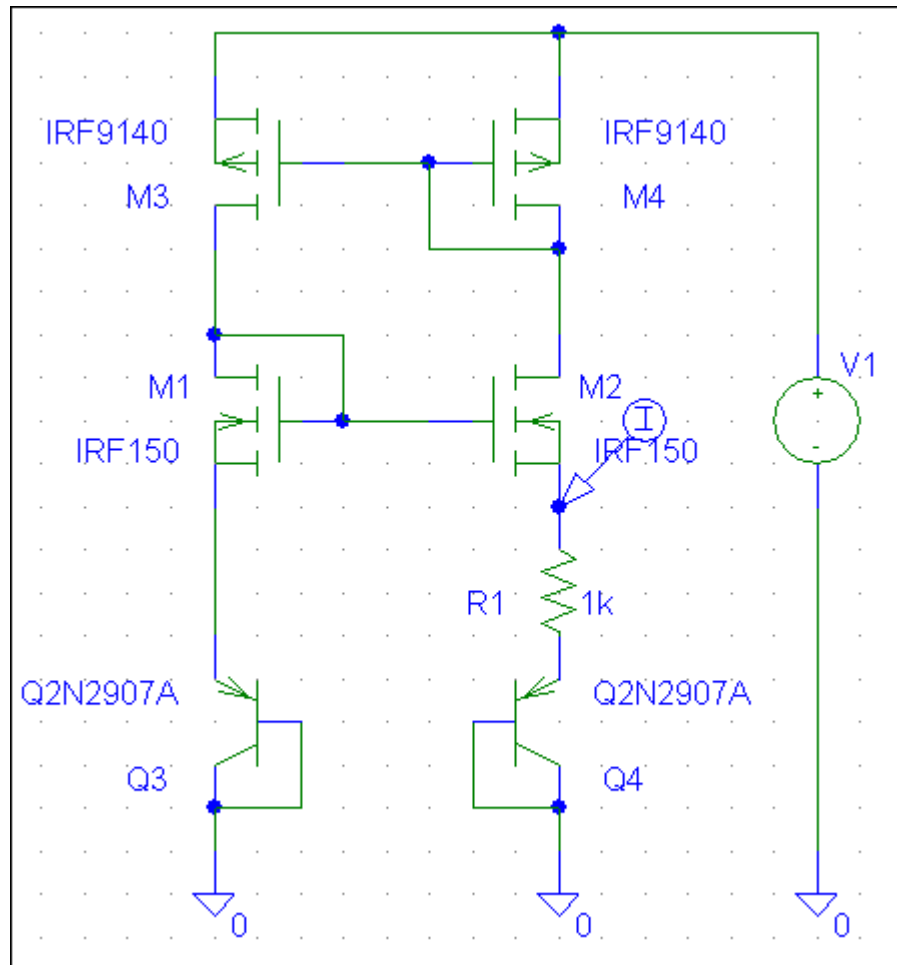 IRF9140
IRF9140
M3
M4
M1
M2
V1
I
+
IRF150
IRF150
-
R1
1k
Q2N2907A
Q2N2907A
Q3
Q4
0
0
0